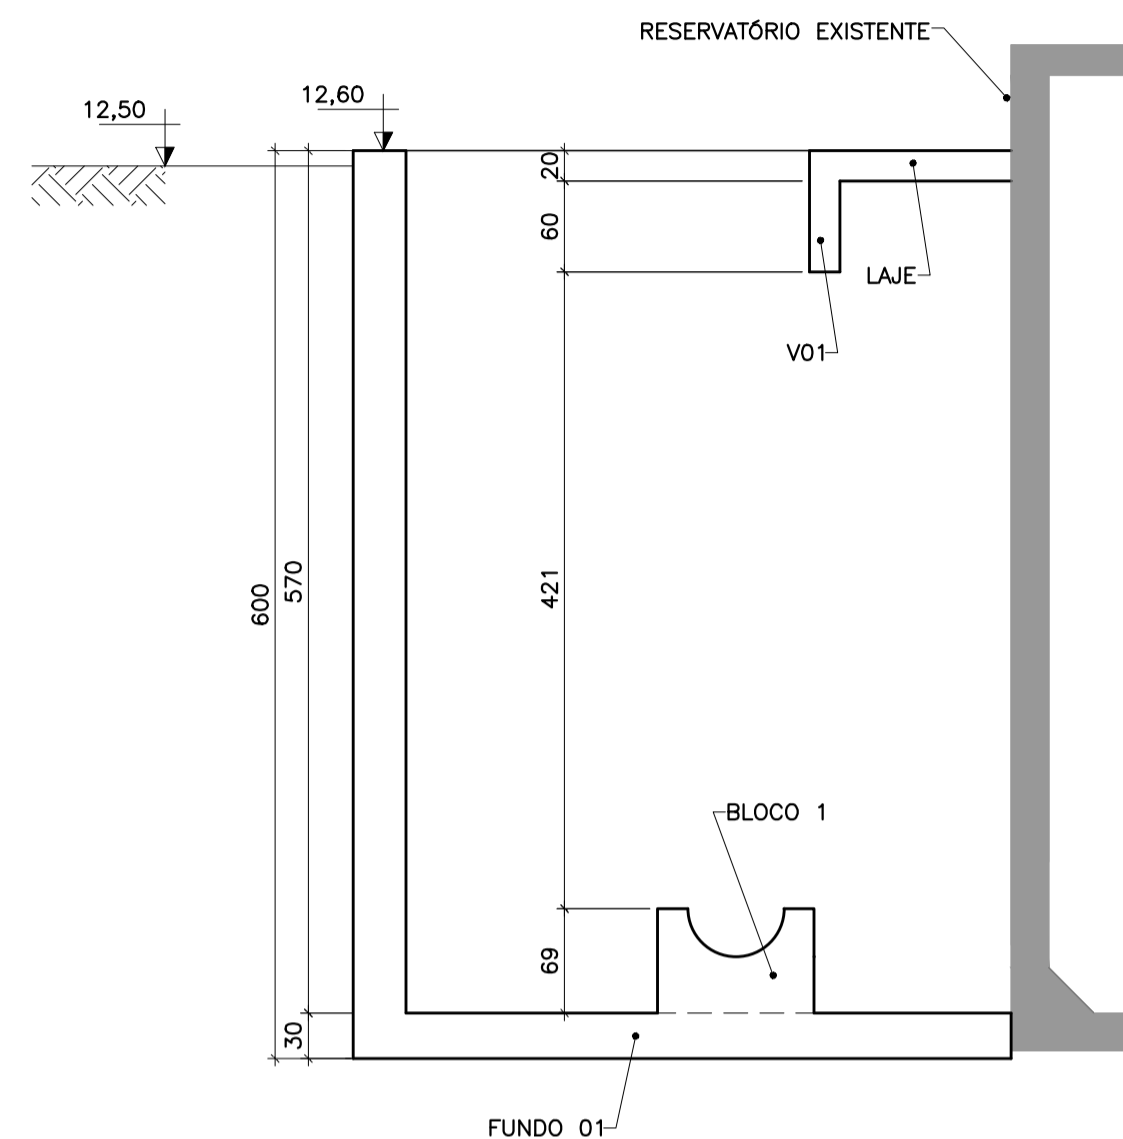 RESERVATÓRIO EXISTENTE
12,60
12,50
20
60
LAJE
V01
421
570
600
BLOCO 1
69
30
FUNDO 01